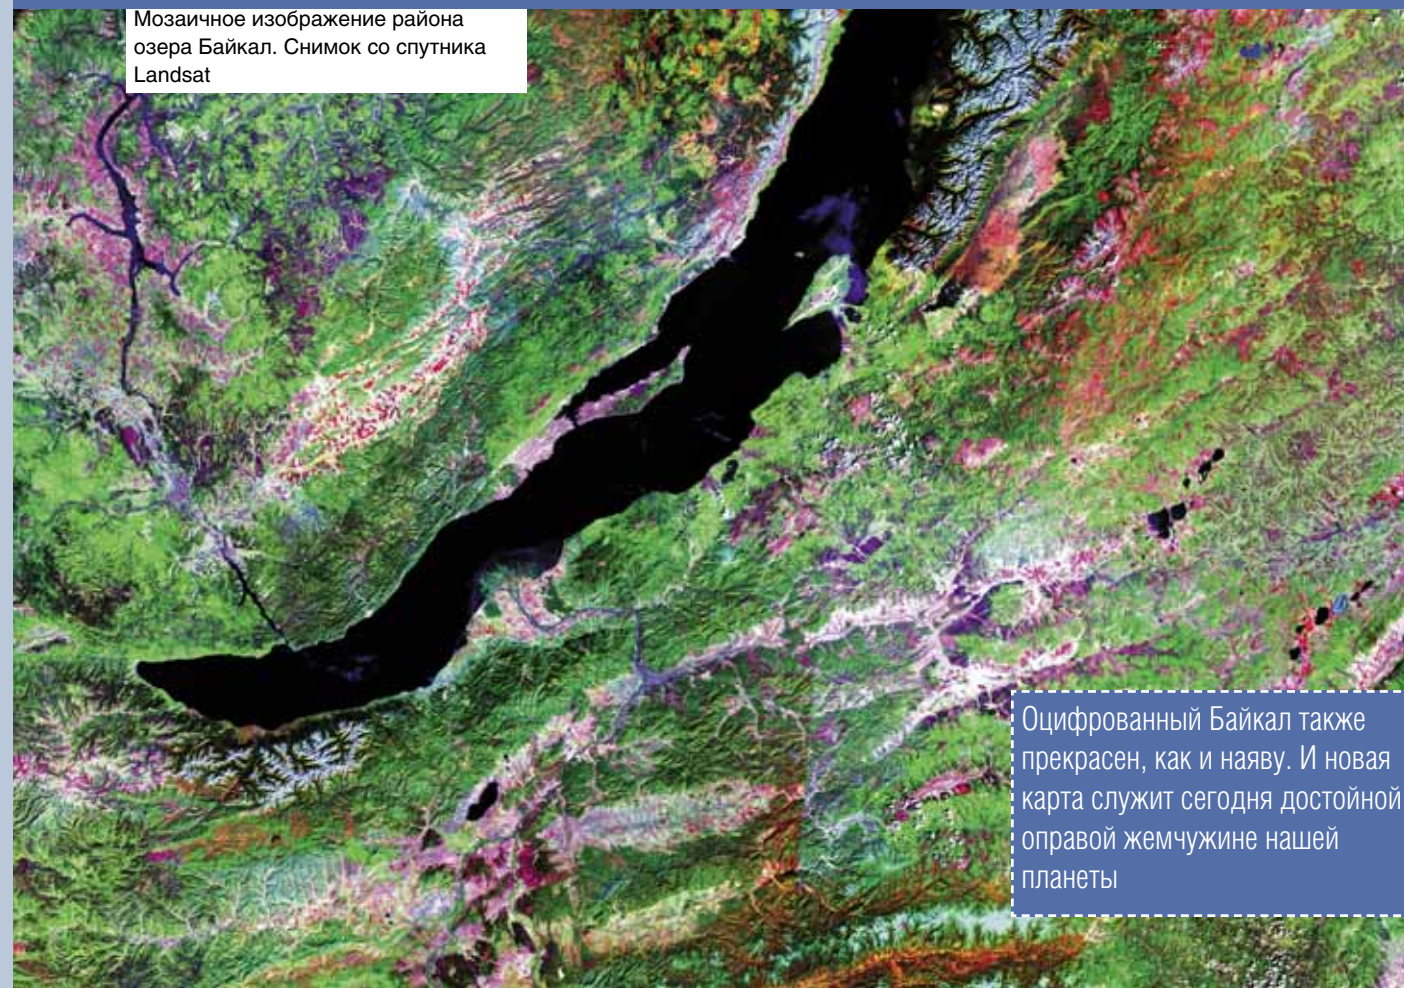 Мозаичное изображение района
озера Байкал. Снимок со спутника
Landsat
Оцифрованный Байкал также
прекрасен, как и наяву. И новая
карта служит сегодня достойной
оправой жемчужине нашей
планеты